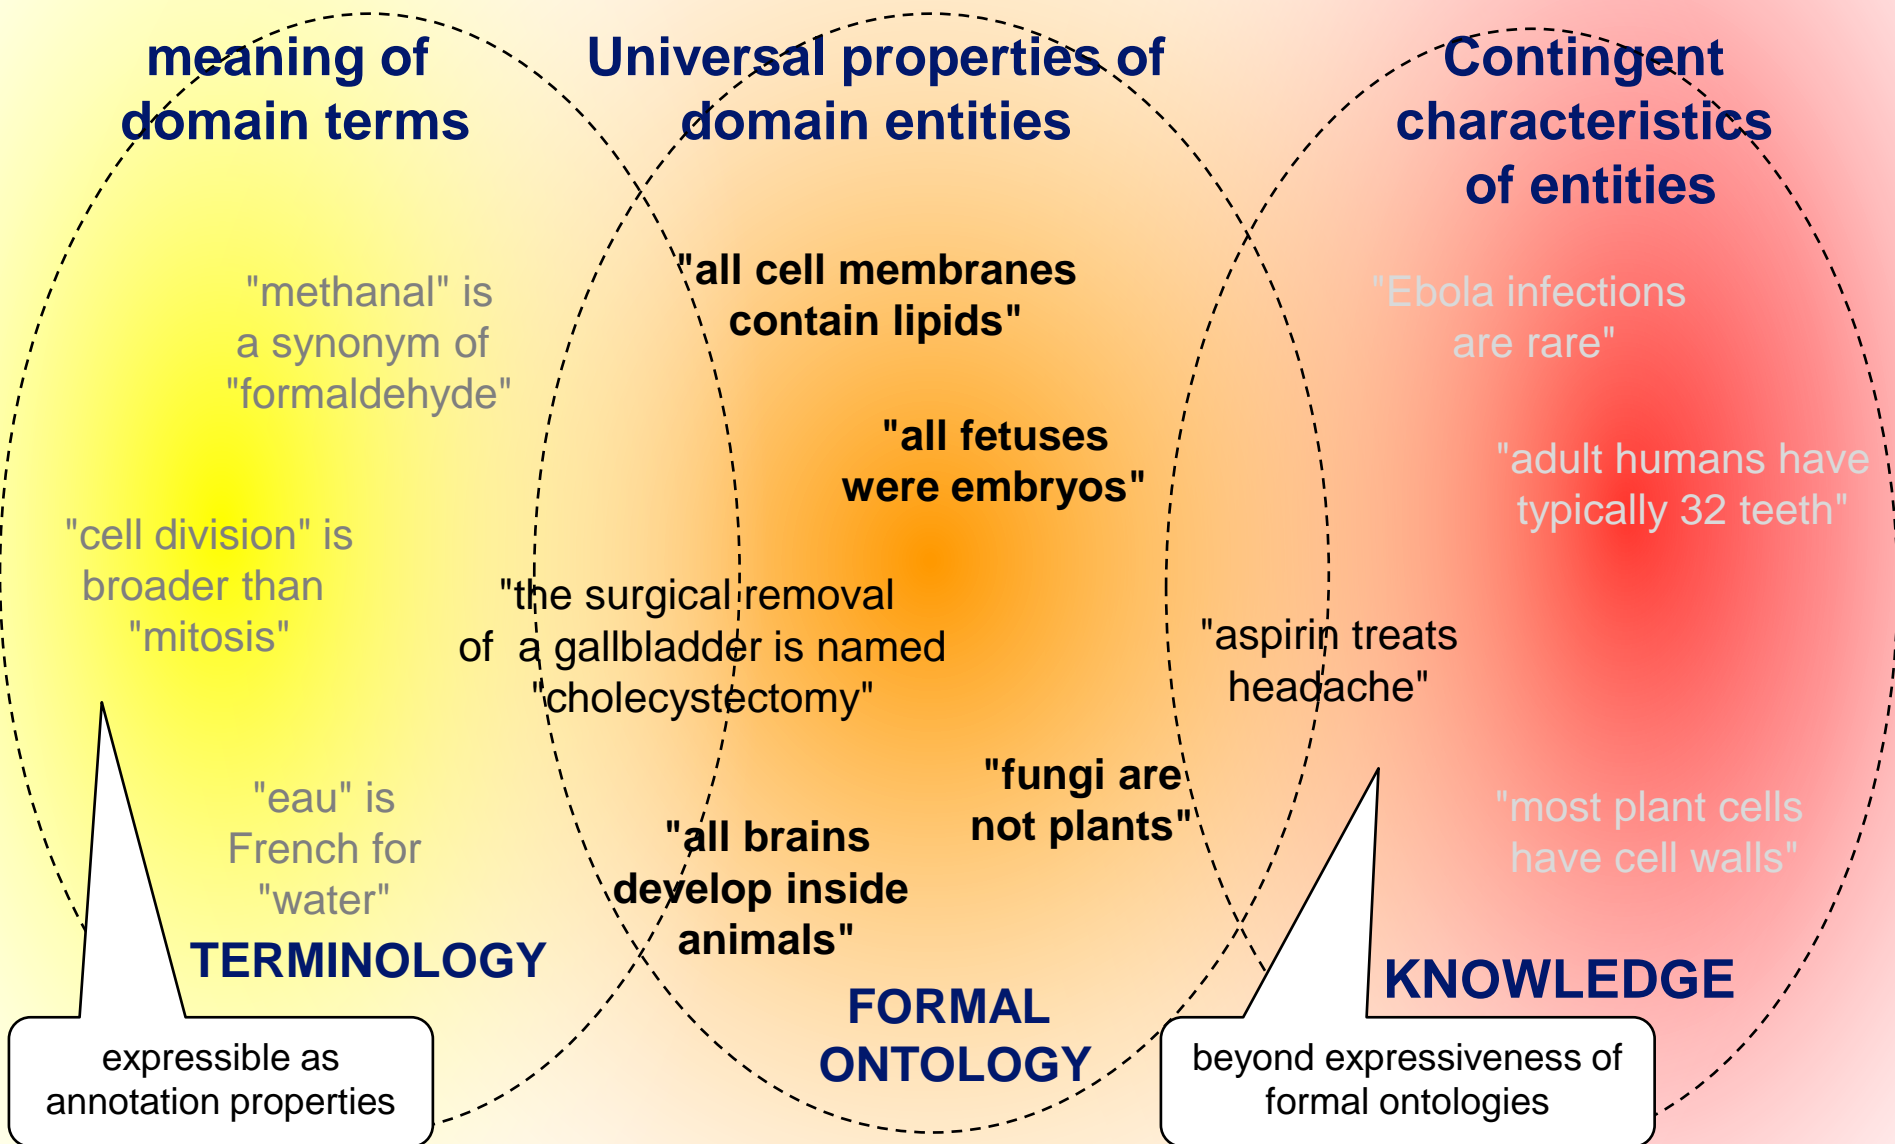 meaning of
domain terms
Universal properties of
domain entities
Contingent
characteristics
of entities
"methanal" is
a synonym of
"formaldehyde"
"all cell membranes
contain lipids"
"Ebola infections
are rare"
"all fetuses
were embryos"
"adult humans have
typically 32 teeth"
"cell division" is
broader than
"mitosis"
"the surgical removal
of  a gallbladder is named
"cholecystectomy"
"aspirin treats
headache"
"eau" is
French for
"water"
"all brains
develop inside
animals"
"fungi are
not plants"
"most plant cells
have cell walls"
TERMINOLOGY
FORMAL
ONTOLOGY
KNOWLEDGE
expressible as
annotation properties
beyond expressiveness of
formal ontologies